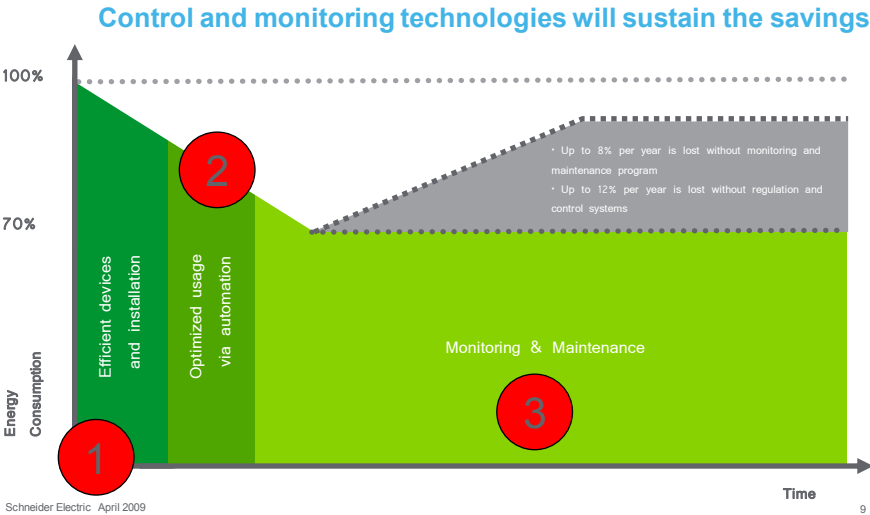 Control and monitoring technologies will sustain the savings
100%
2
· Up to 8% per year is lost without monitoring and
maintenance program
· Up to 12% per year is lost without regulation and
control systems
70%
Efficient devices
and installation
Optimized usage
via automation
Monitoring & Maintenance
Energy
Consumption
3
1
Time
Schneider Electric April 2009
9